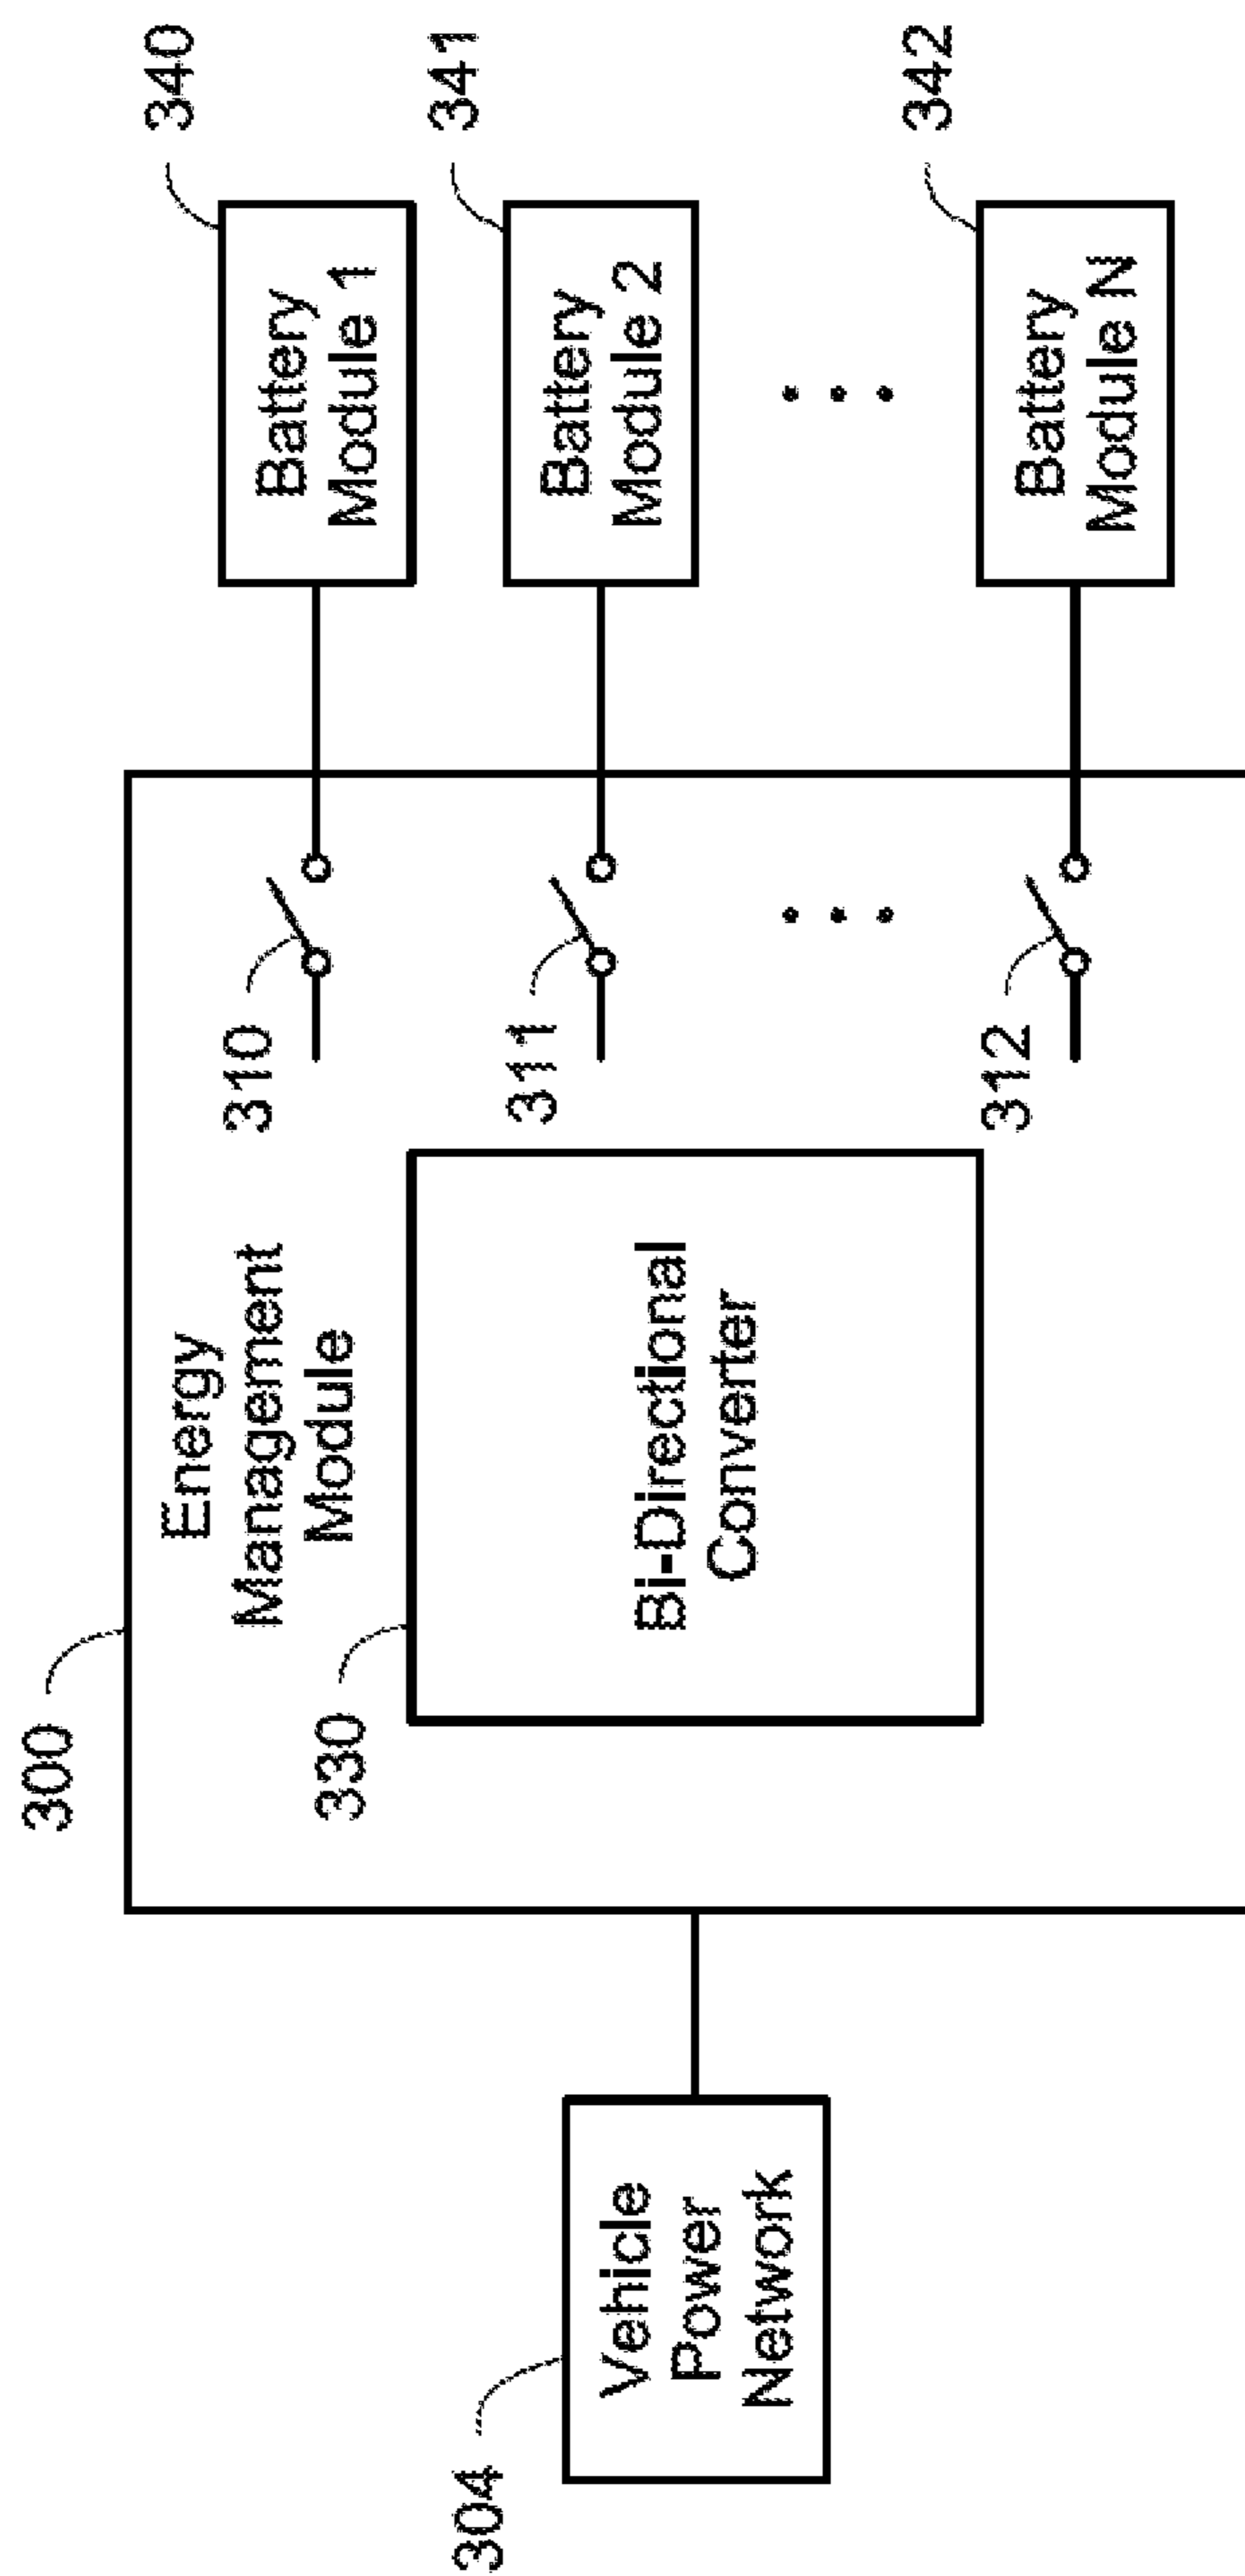 300
Energy
Management
Module
330
Bi-Directional
Converter
304
Vehicle
Power
Network
310
311
312
340
Battery
Module 1
341
Battery
Module 2
342
Battery
Module N